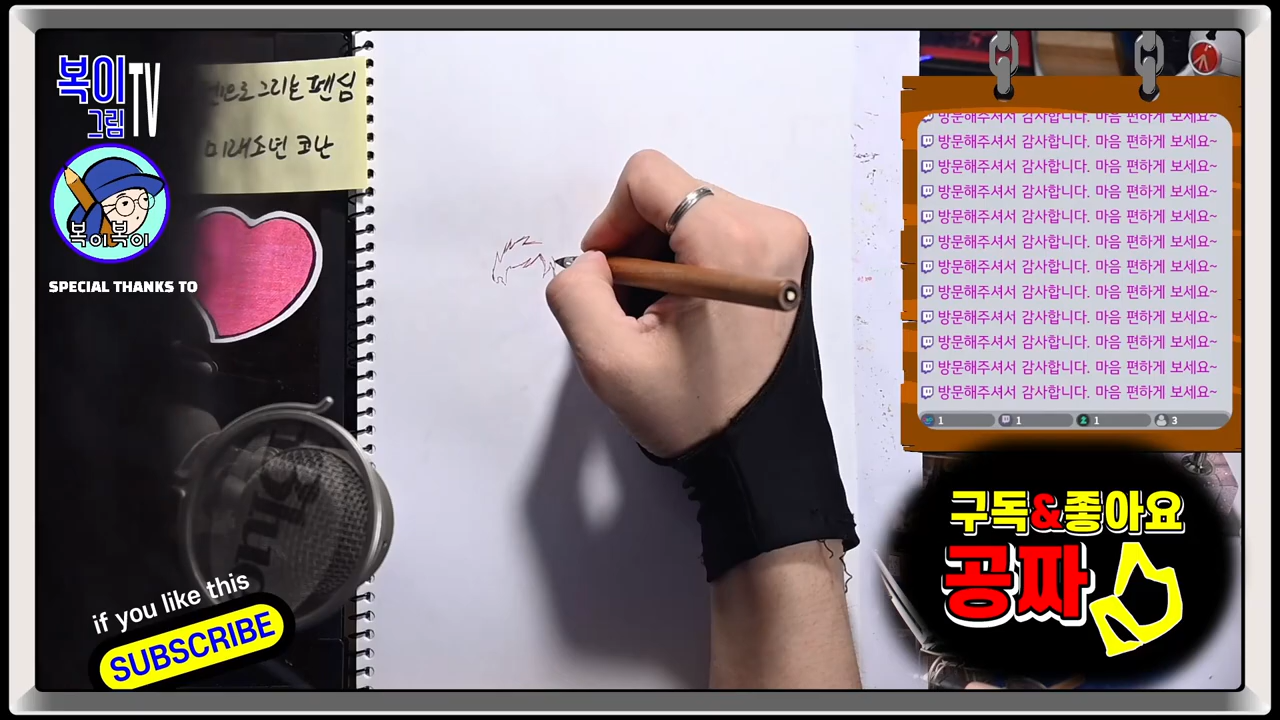 복이TV
그림
으로 그리는 펜심
미래소년 코난
복이복이
SPECIAL THANKS TO
if you like this
SUBSCRIBE
방문해주셔서 감사합니다. 마음 편하게 보세요~
방문해주셔서 감사합니다. 마음 편하게 보세요~
방문해주셔서 감사합니다. 마음 편하게 보세요~
방문해주셔서 감사합니다. 마음 편하게 보세요~
방문해주셔서 감사합니다. 마음 편하게 보세요~
방문해주셔서 감사합니다. 마음 편하게 보세요~
방문해주셔서 감사합니다. 마음 편하게 보세요~
방문해주셔서 감사합니다. 마음 편하게 보세요~
방문해주셔서 감사합니다. 마음 편하게 보세요~
방문해주셔서 감사합니다. 마음 편하게 보세요~
방문해주셔서 감사합니다. 마음 편하게 보세요~
방문해주셔서 감사합니다. 마음 편하게 보세요~
1 1 1 3
구독&좋아요
공짜